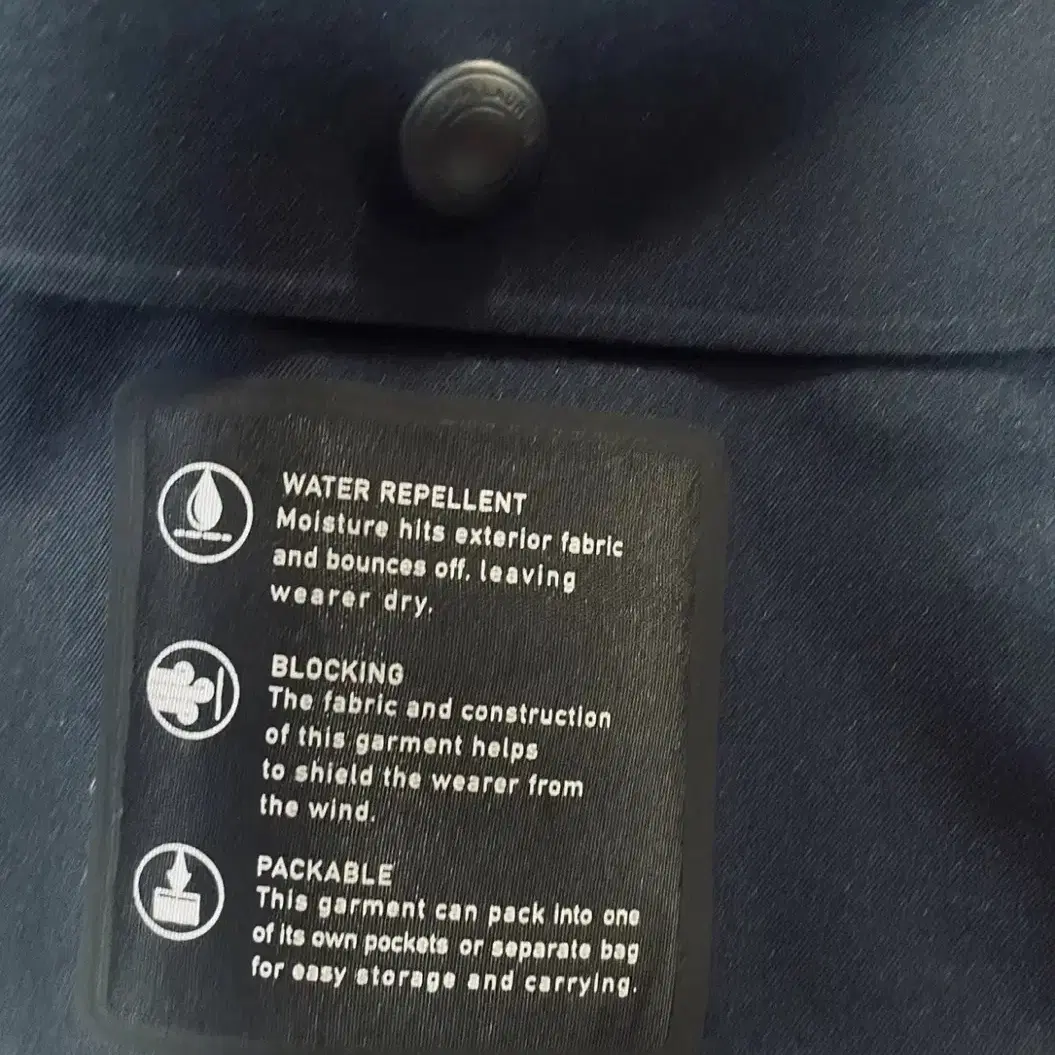 WATER REPELLENT
Moisture hits exterior fabric
and bounces off, leaving
wearer dry.
BLOCKING
The fabric and construction
of this garment helps
to shield the wearer from
the wind.
PACKABLE
This garment can pack into one
of its own pockets or separate bag
for easy storage and carrying.